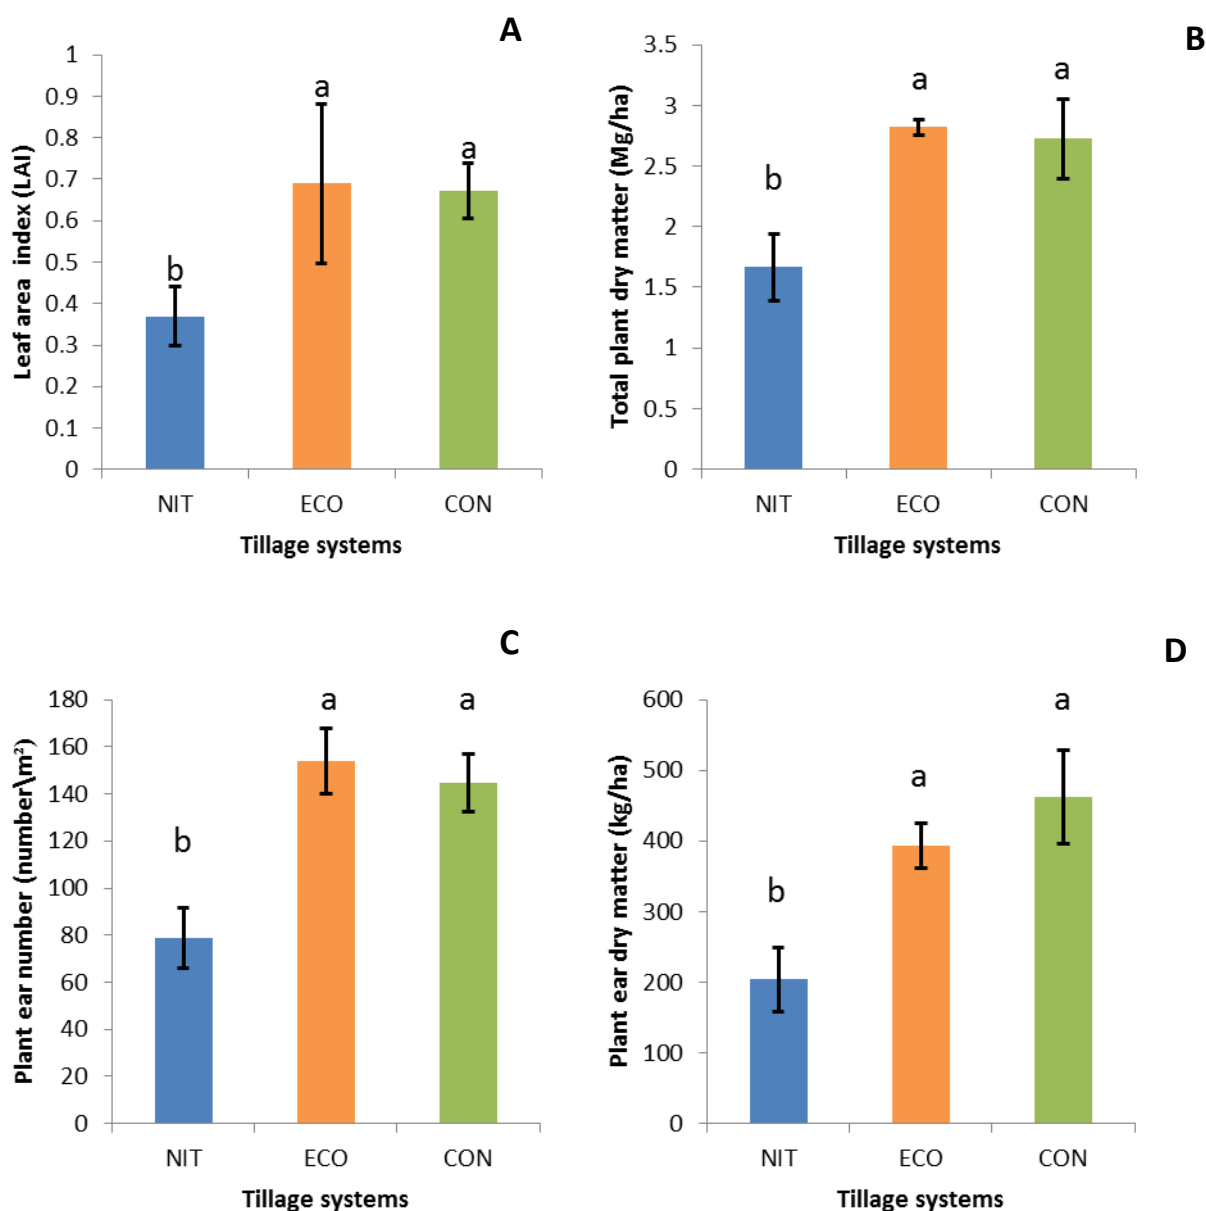 A
1
0.9
0.8
0.7
0.6
0.5
0.4
0.3
0.2
0.1
0
Leaf area index (LAI)
b
a
a
NIT ECO CON
Tillage systems
B
3.5
3
2.5
2
1.5
1
0.5
0
Total plant dry matter (Mg/ha)
b
a
a
NIT ECO CON
Tillage systems
C
180
160
140
120
100
80
60
40
20
0
Plant ear number (number\m²)
b
a
a
NIT ECO CON
Tillage systems
D
600
500
400
300
200
100
0
Plant ear dry matter (kg/ha)
b
a
a
NIT ECO CON
Tillage systems